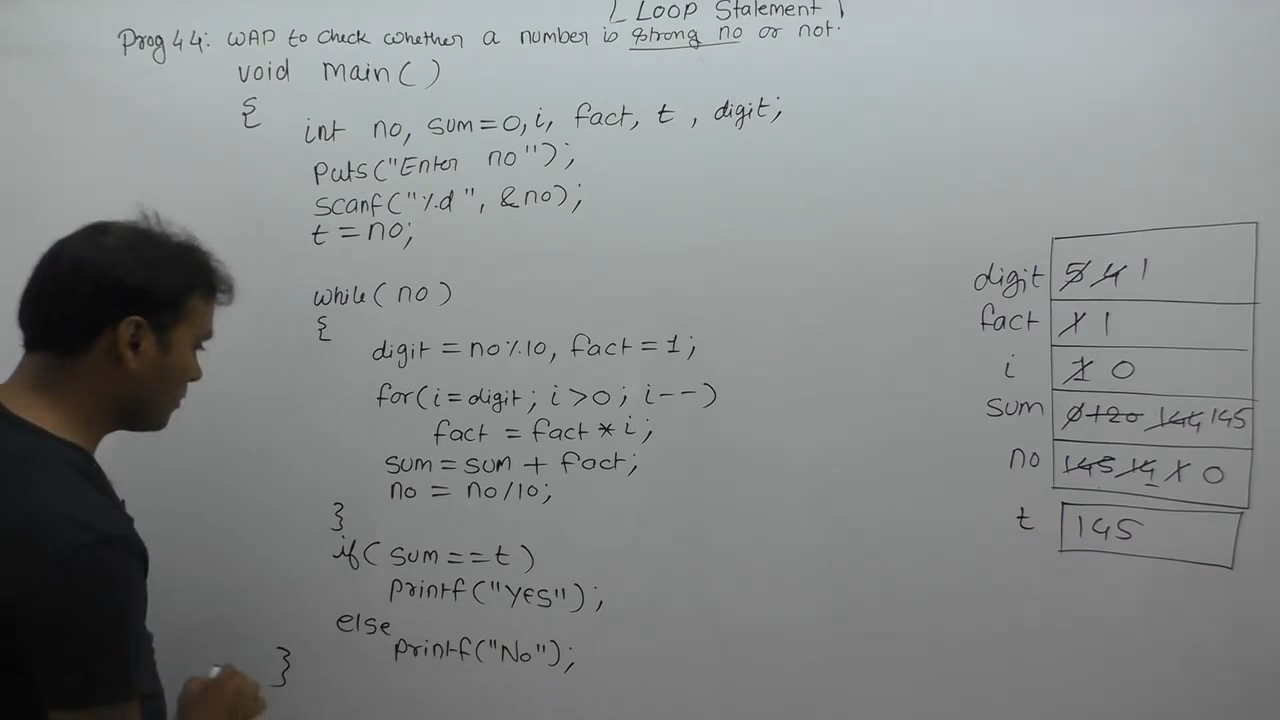 ( LOOP Statement )
Prog 44: WAP to check whether a number is strong no or not.
void main( )
{
int no, sum=0, i, fact, t , digit;
puts("Enter no");
scanf("%d", &no);
t = no;
while( no )
{
digit = no%10, fact=1;
for(i=digit; i>0; i--)
fact = fact * i;
sum = sum + fact;
no = no/10;
}
if( sum==t )
printf("YES");
else
printf("No");
}
digit 5 4 1
fact 1 1
i 1 0
sum 0+120 144 145
no 145 14 1 0
t 145